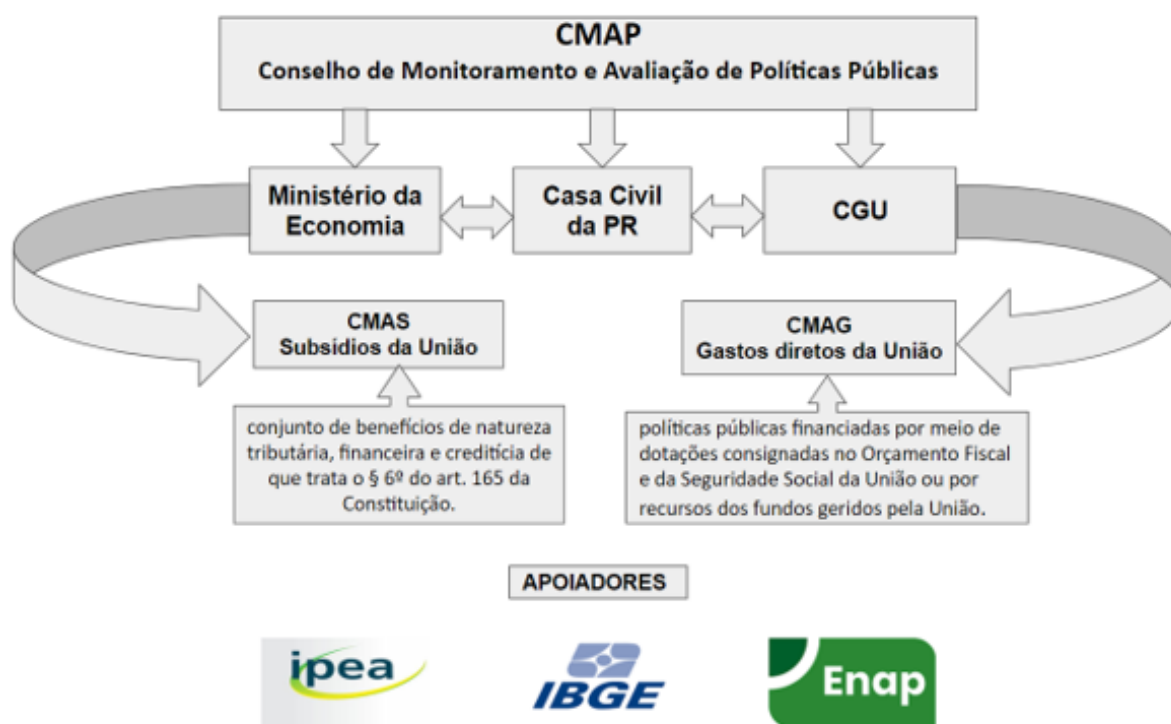 CMAP
Conselho de Monitoramento e Avaliação de Políticas Públicas
Ministério da
Economia
Casa Civil
da PR
CGU
CMAS
Subsídios da União
CMAG
Gastos diretos da União
conjunto de benefícios de natureza
tributária, financeira e creditícia de
que trata o § 6º do art. 165 da
Constituição.
políticas públicas financiadas por meio de
dotações consignadas no Orçamento Fiscal
e da Seguridade Social da União ou por
recursos dos fundos geridos pela União.
APOIADORES
ipea
IBGE
Enap